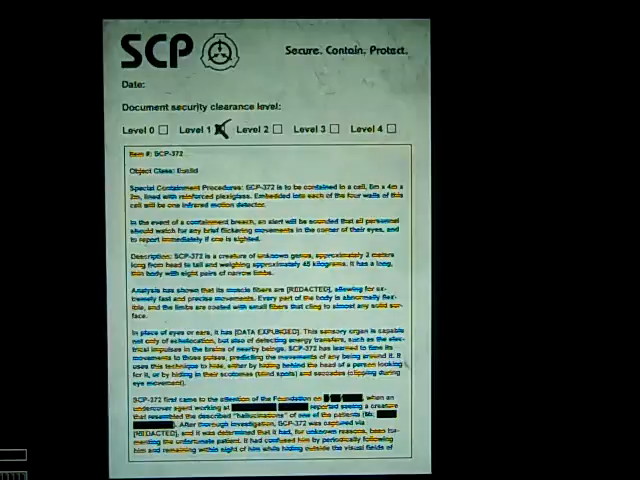 SCP
Secure. Contain. Protect.
Date:
Document security clearance level:
Level 0 Level 1 Level 2 Level 3 Level 4
Item #: SCP-372
Object Class: Euclid
Special Containment Procedures: SCP-372 is to be contained in a cell, 8m x 4m x
2m, lined with reinforced plexiglass. Embedded into each of the four walls of this
cell will be one infrared motion detector.
In the event of a containment breach, an alert will be sounded that all personnel
should watch for any brief flickering movements in the corner of their eyes, and
to report immediately if one is sighted.
Description: SCP-372 is a creature of unknown genus, approximately 2 meters
long from head to tail and weighing approximately 45 kilograms. It has a long,
thin body with eight pairs of narrow limbs.
Analysis has shown that its muscle fibers are [REDACTED], allowing for ex-
tremely fast and precise movements. Every part of the body is abnormally flex-
ible, and the limbs are coated with small fibers that cling to almost any solid sur-
face.
In place of eyes or ears, it has [DATA EXPUNGED]. This sensory organ is capable
not only of echolocation, but also of detecting energy transfers, such as the elec-
trical impulses in the brains of nearby beings. SCP-372 has learned to time its
movements to those pulses, predicting the movements of any being around it. It
uses this technique to hide, either by hiding behind the head of a person looking
for it, or by hiding in their scotomas (blind spots) and saccades (clipping during
eye movement).
SCP-372 first came to the attention of the Foundation on when an
undercover agent working at reported seeing a creature
that resembled the described "hallucinations" of one of the patients (Mr.
). After thorough investigation, SCP-372 was captured via
[REDACTED], and it was determined that it had, for unknown reasons, been tor-
menting the unfortunate patient. It had confused him by periodically following
him and remaining within sight of him while hiding outside the visual fields of